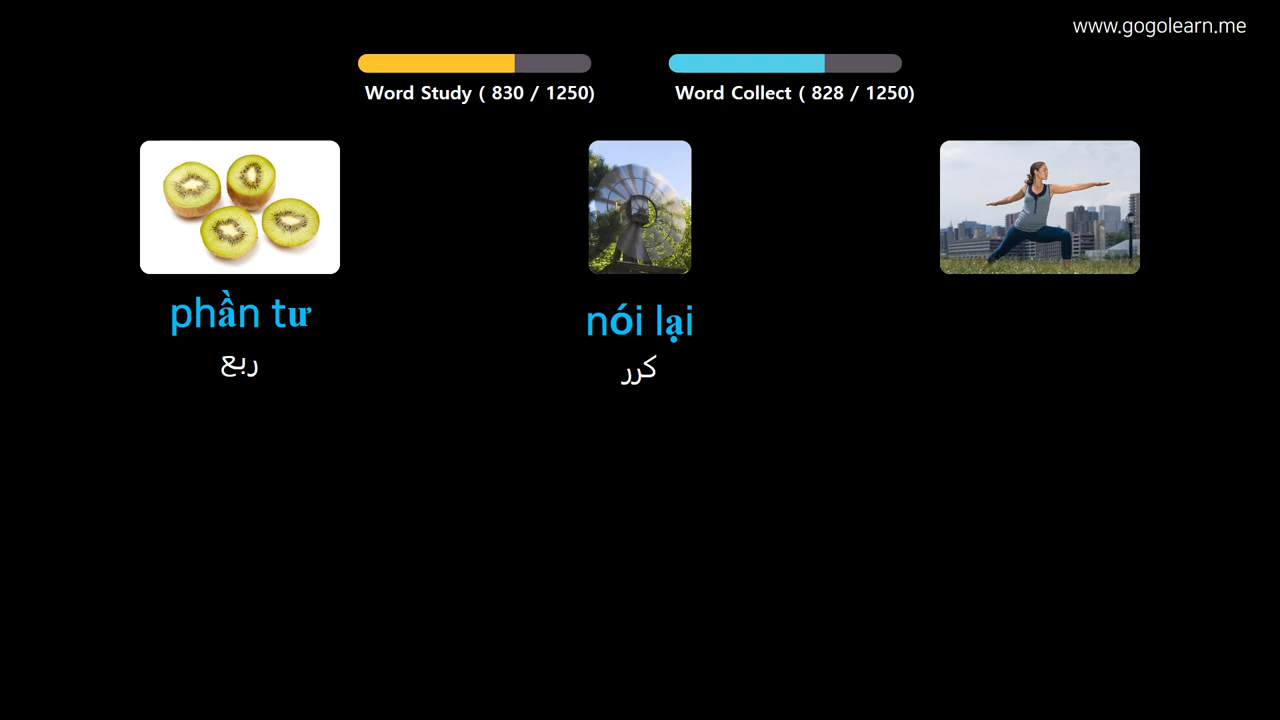 www.gogolearn.me
Word Study ( 830 / 1250)
Word Collect ( 828 / 1250)
phần tư
ربع
nói lại
كرر